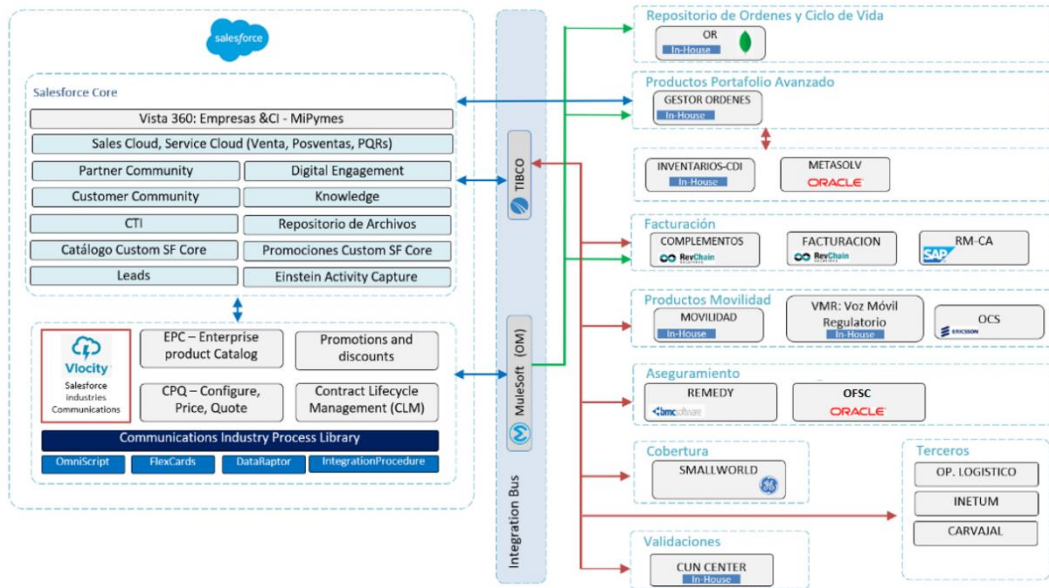 salesforce
Salesforce Core
Vista 360: Empresas &CI - MiPymes
Sales Cloud, Service Cloud (Venta, Posventas, PQRs)
Partner Community
Digital Engagement
Customer Community
Knowledge
CTI
Repositorio de Archivos
Catálogo Custom SF Core
Promociones Custom SF Core
Leads
Einstein Activity Capture
Vlocity
Salesforce
industries
Communications
EPC – Enterprise
product Catalog
Promotions and
discounts
CPQ – Configure,
Price, Quote
Contract Lifecycle
Management (CLM)
Communications Industry Process Library
OmniScript
FlexCards
DataRaptor
IntegrationProcedure
TIBCO
MuleSoft (OM)
Integration Bus
Repositorio de Ordenes y Ciclo de Vida
OR
In-House
Productos Portafolio Avanzado
GESTOR ORDENES
In-House
INVENTARIOS-CDI
In-House
METASOLV
ORACLE
Facturación
COMPLEMENTOS
RevChain
FACTURACION
RevChain
RM-CA
SAP
Productos Movilidad
MOVILIDAD
In-House
VMR: Voz Móvil
Regulatorio
In-House
OCS
ERICSSON
Aseguramiento
REMEDY
bmcsoftware
OFSC
ORACLE
Cobertura
SMALLWORLD
Terceros
OP. LOGISTICO
INETUM
CARVAJAL
Validaciones
CUN CENTER
In-House